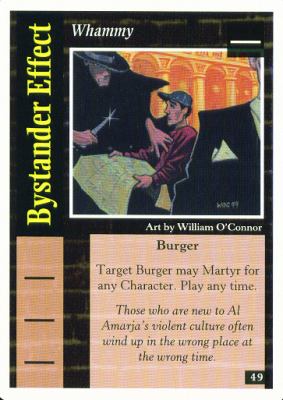 Whammy
Bystander Effect
WOC 94
Art by William O'Connor
Burger
Target Burger may Martyr for
any Character. Play any time.
Those who are new to Al
Amarja's violent culture often
wind up in the wrong place at
the wrong time.
49